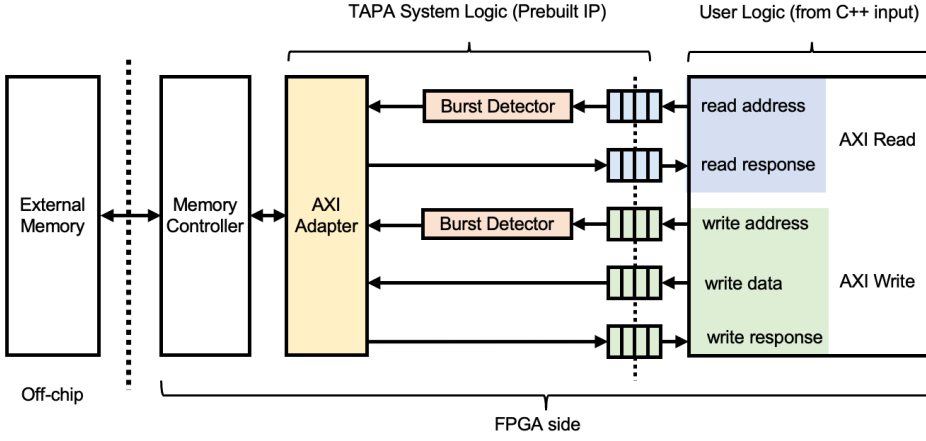 TAPA System Logic (Prebuilt IP)
User Logic (from C++ input)
External
Memory
Memory
Controller
AXI
Adapter
Burst Detector
read address
AXI Read
read response
Burst Detector
write address
write data
AXI Write
write response
Off-chip
FPGA side